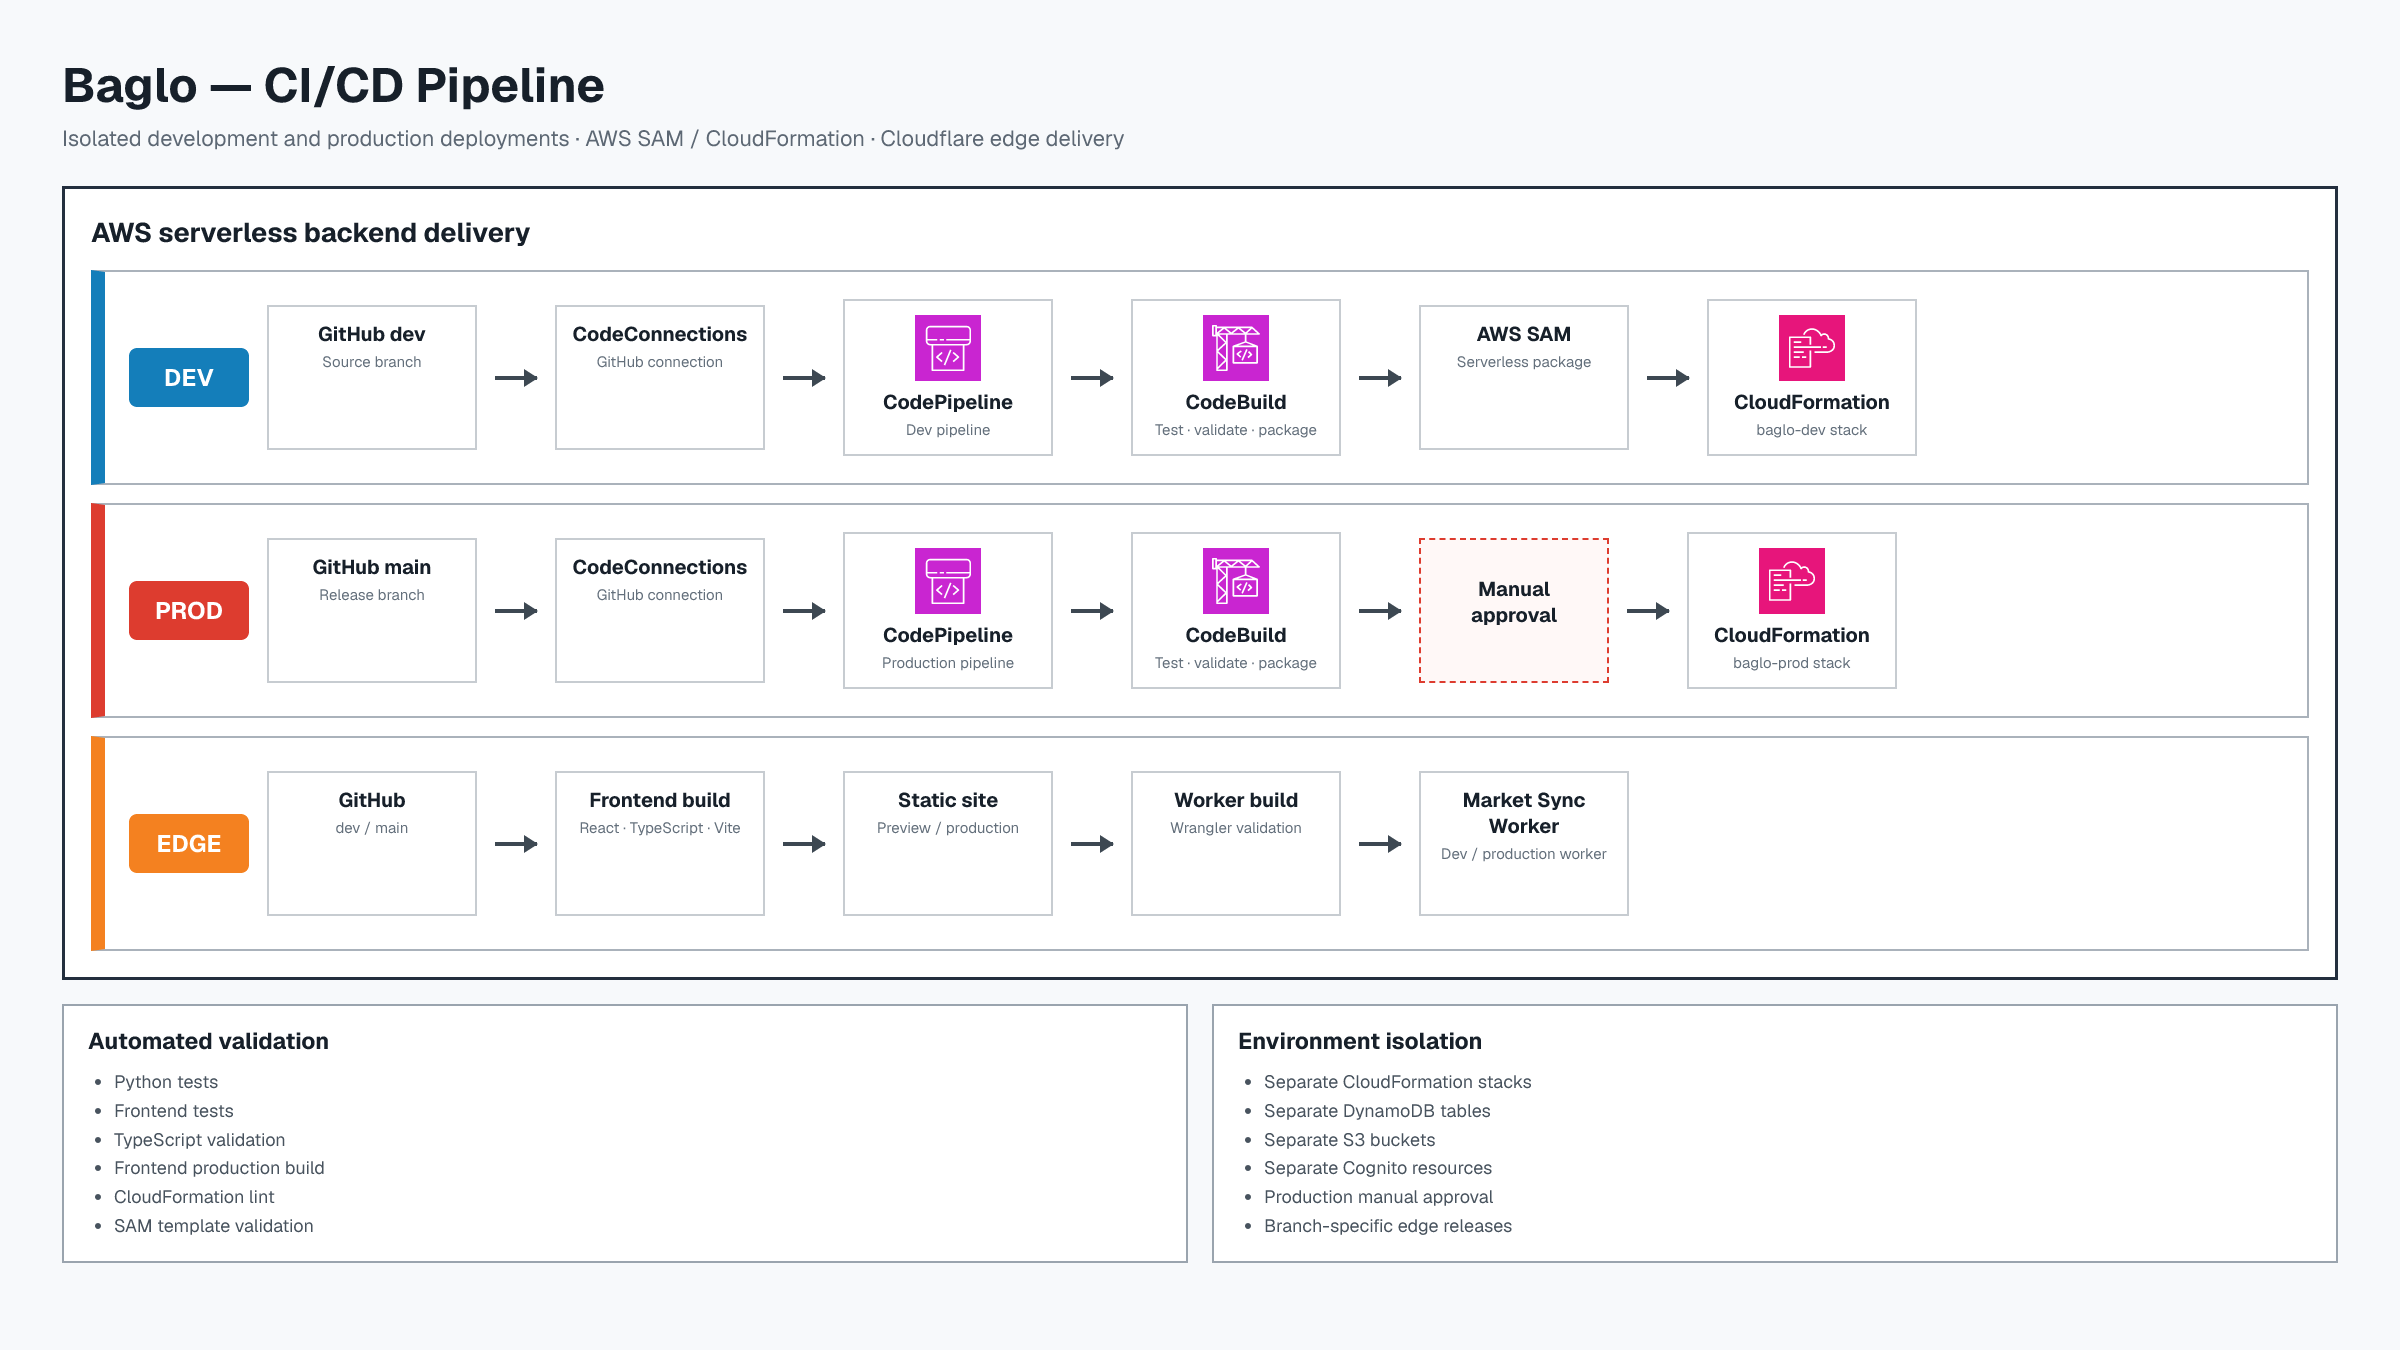 Baglo — CI/CD Pipeline
Isolated development and production deployments · AWS SAM / CloudFormation · Cloudflare edge delivery
AWS serverless backend delivery
DEV
GitHub dev
Source branch
CodeConnections
GitHub connection
CodePipeline
Dev pipeline
CodeBuild
Test · validate · package
AWS SAM
Serverless package
CloudFormation
baglo-dev stack
PROD
GitHub main
Release branch
CodeConnections
GitHub connection
CodePipeline
Production pipeline
CodeBuild
Test · validate · package
Manual
approval
CloudFormation
baglo-prod stack
EDGE
GitHub
dev / main
Frontend build
React · TypeScript · Vite
Static site
Preview / production
Worker build
Wrangler validation
Market Sync
Worker
Dev / production worker
Automated validation
• Python tests
• Frontend tests
• TypeScript validation
• Frontend production build
• CloudFormation lint
• SAM template validation
Environment isolation
• Separate CloudFormation stacks
• Separate DynamoDB tables
• Separate S3 buckets
• Separate Cognito resources
• Production manual approval
• Branch-specific edge releases